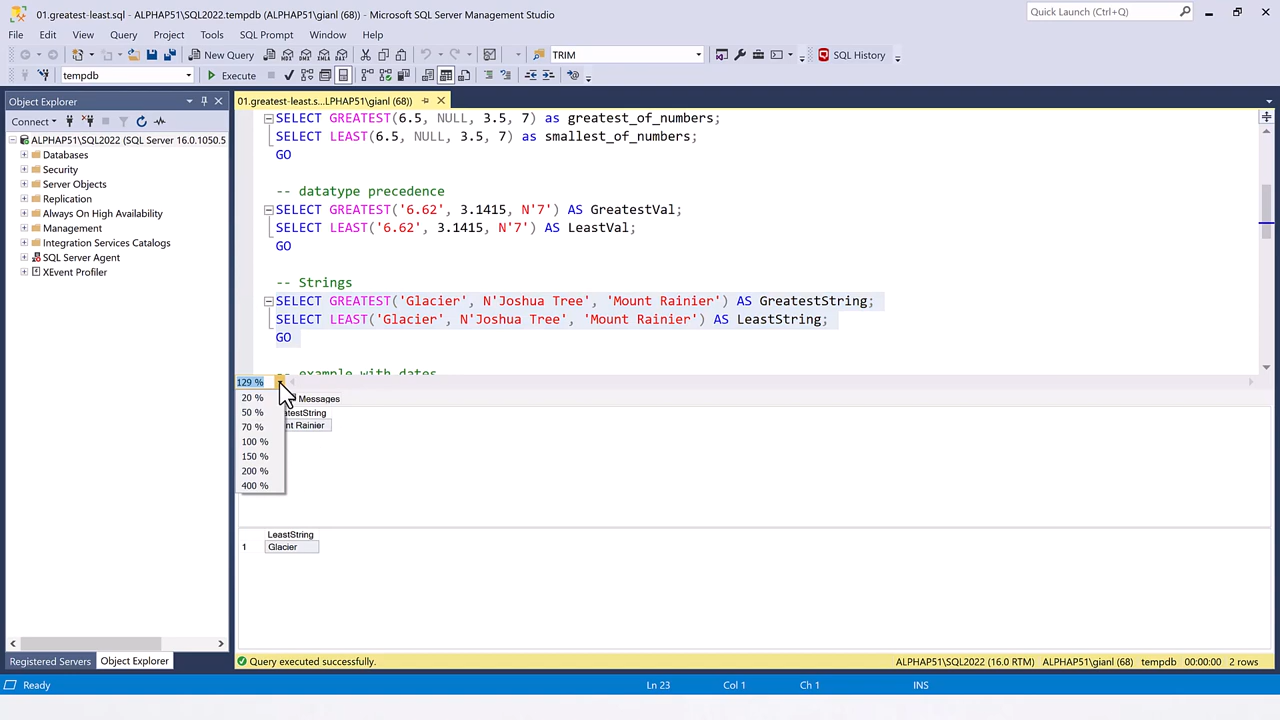 01.greatest-least.sql - ALPHAP51\SQL2022.tempdb (ALPHAP51\gianl (68)) - Microsoft SQL Server Management Studio
Quick Launch (Ctrl+Q)
File Edit View Query Project Tools SQL Prompt Window Help
New Query
TRIM
SQL History
tempdb
Execute
Object Explorer
Connect
ALPHAP51\SQL2022 (SQL Server 16.0.1050.5
Databases
Security
Server Objects
Replication
Always On High Availability
Management
Integration Services Catalogs
SQL Server Agent
XEvent Profiler
Registered Servers
Object Explorer
01.greatest-least.s...LPHAP51\gianl (68))
SELECT GREATEST(6.5, NULL, 3.5, 7) as greatest_of_numbers;
SELECT LEAST(6.5, NULL, 3.5, 7) as smallest_of_numbers;
GO
-- datatype precedence
SELECT GREATEST('6.62', 3.1415, N'7') AS GreatestVal;
SELECT LEAST('6.62', 3.1415, N'7') AS LeastVal;
GO
-- Strings
SELECT GREATEST('Glacier', N'Joshua Tree', 'Mount Rainier') AS GreatestString;
SELECT LEAST('Glacier', N'Joshua Tree', 'Mount Rainier') AS LeastString;
GO
-- example with dates
129 %
20 %
50 %
70 %
100 %
150 %
200 %
400 %
Messages
atestString
nt Rainier
LeastString
1 Glacier
Query executed successfully.
ALPHAP51\SQL2022 (16.0 RTM) ALPHAP51\gianl (68) tempdb 00:00:00 2 rows
Ready
Ln 23 Col 1 Ch 1 INS